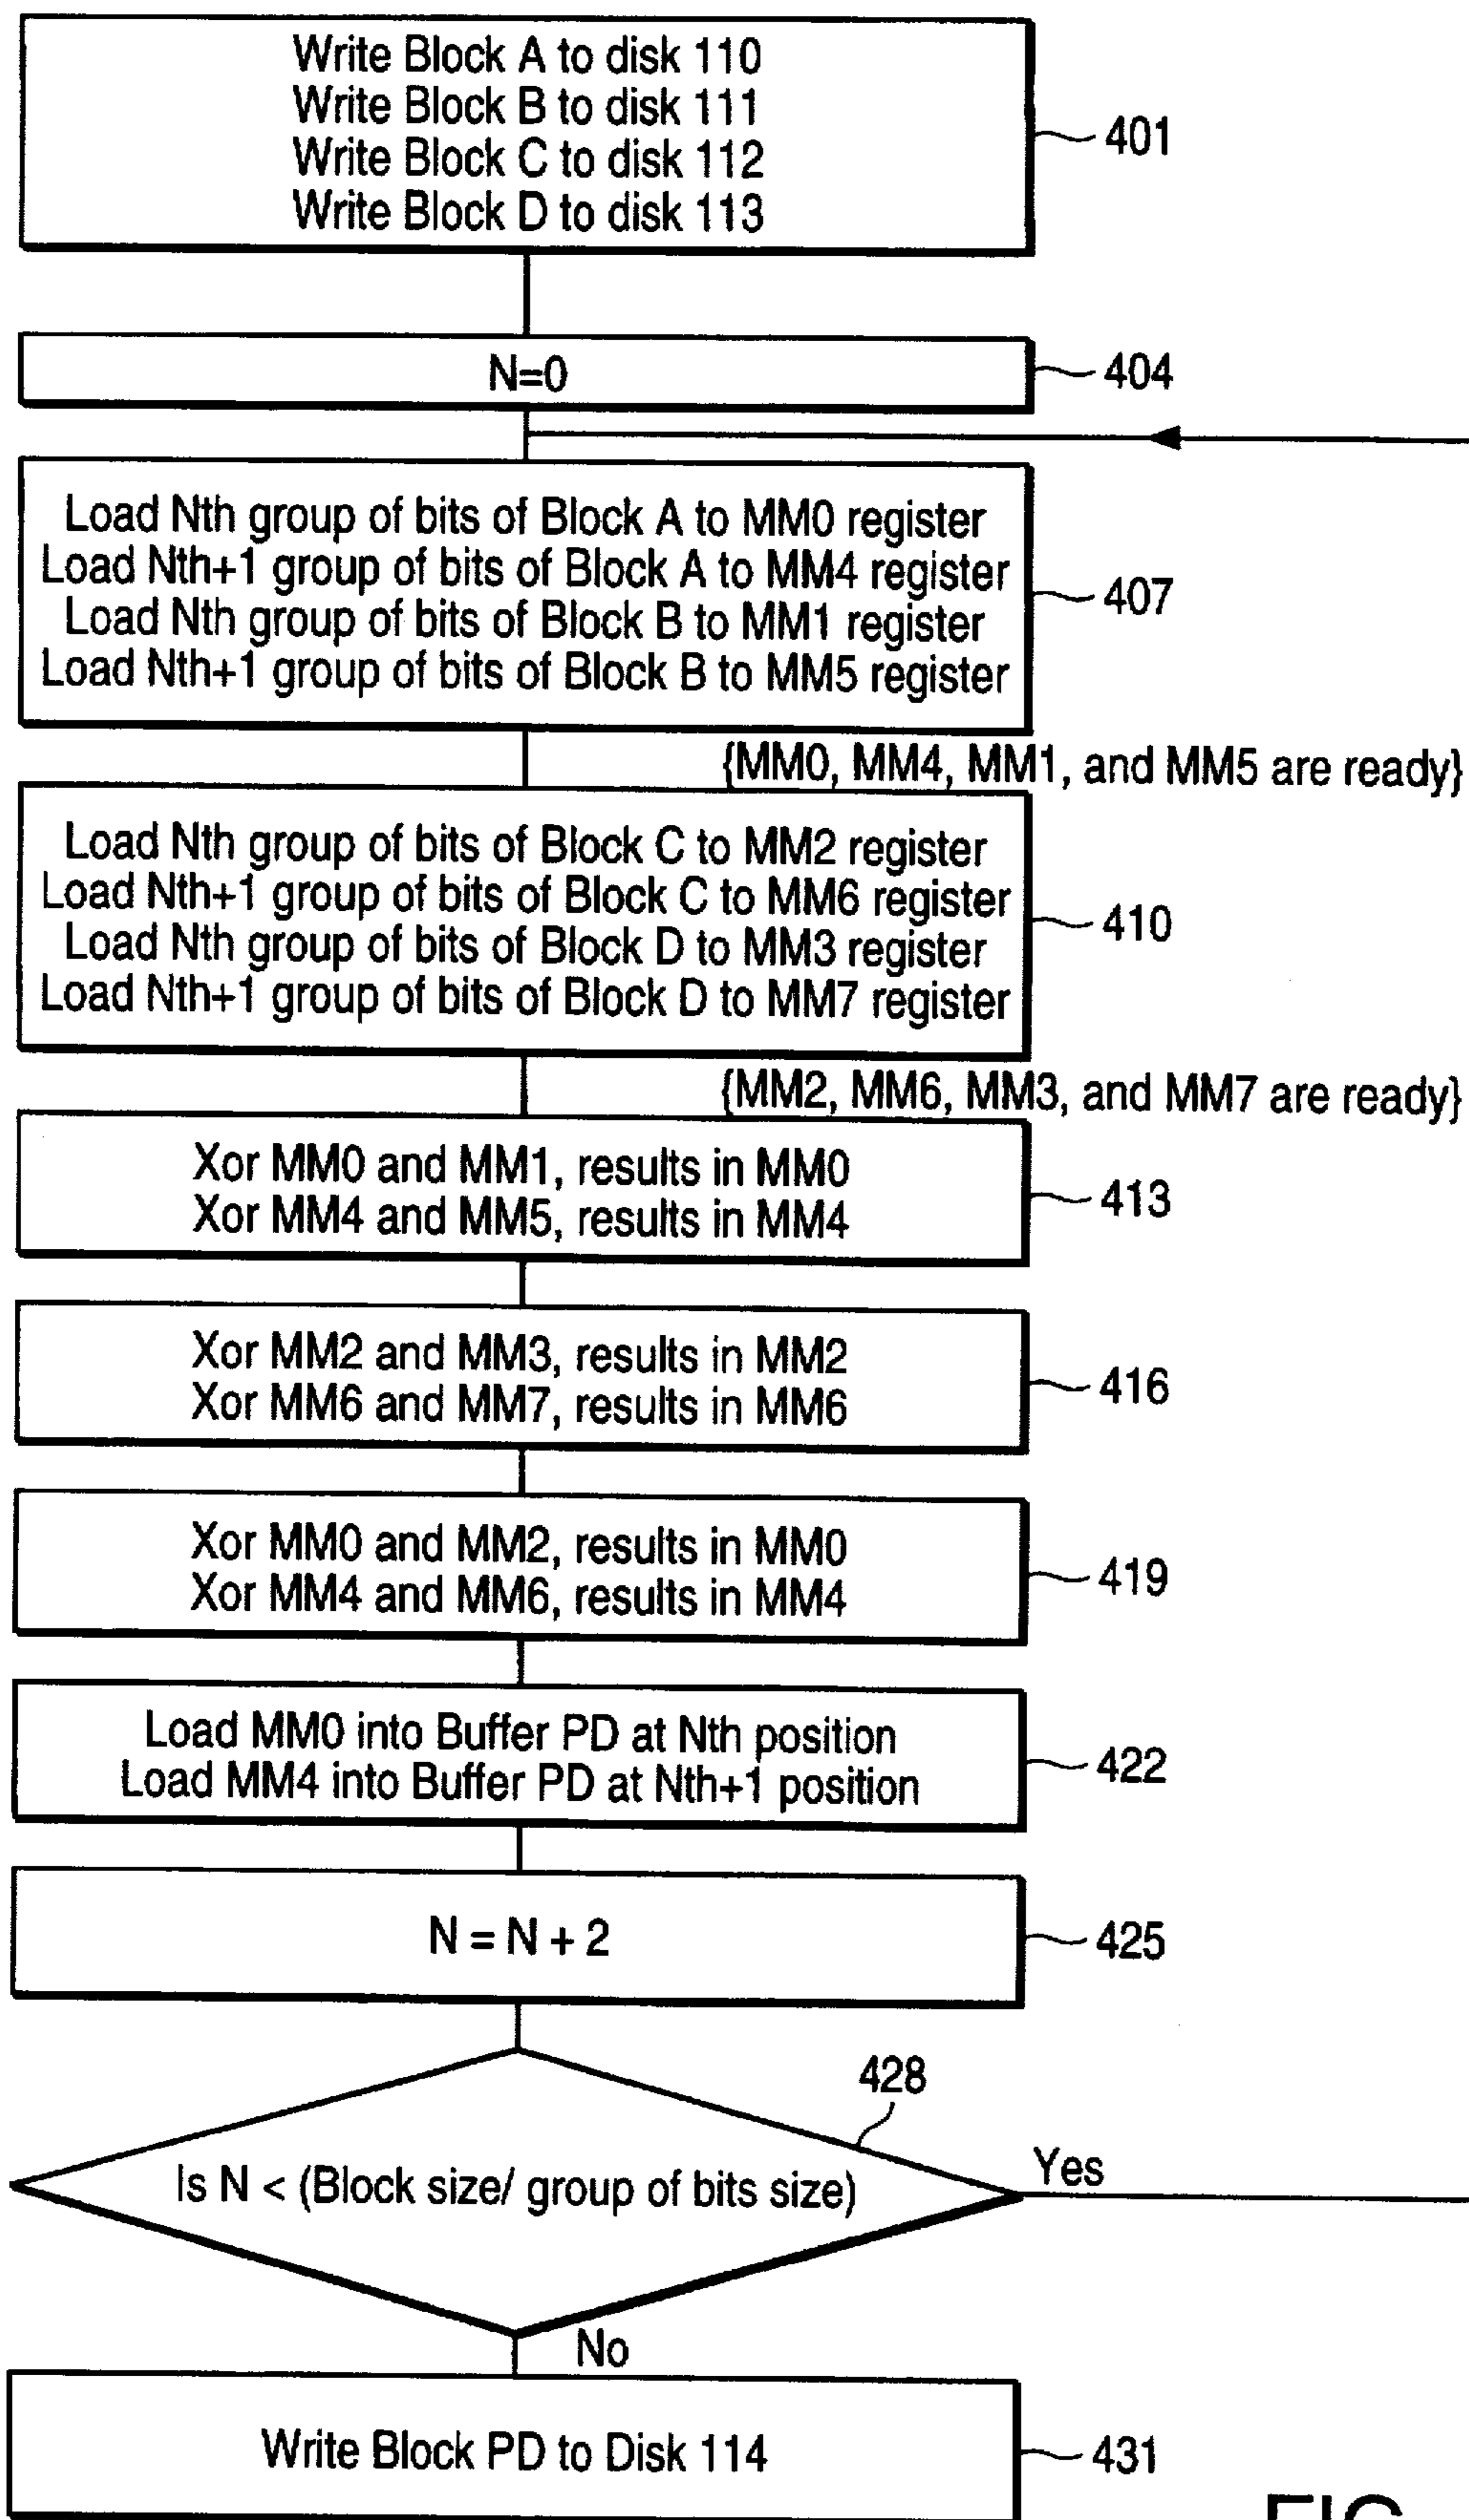 Write Block A to disk 110
Write Block B to disk 111
Write Block C to disk 112
Write Block D to disk 113
401
N=0
404
Load Nth group of bits of Block A to MM0 register
Load Nth+1 group of bits of Block A to MM4 register
Load Nth group of bits of Block B to MM1 register
Load Nth+1 group of bits of Block B to MM5 register
407
{MM0, MM4, MM1, and MM5 are ready}
Load Nth group of bits of Block C to MM2 register
Load Nth+1 group of bits of Block C to MM6 register
Load Nth group of bits of Block D to MM3 register
Load Nth+1 group of bits of Block D to MM7 register
410
{MM2, MM6, MM3, and MM7 are ready}
Xor MM0 and MM1, results in MM0
Xor MM4 and MM5, results in MM4
413
Xor MM2 and MM3, results in MM2
Xor MM6 and MM7, results in MM6
416
Xor MM0 and MM2, results in MM0
Xor MM4 and MM6, results in MM4
419
Load MM0 into Buffer PD at Nth position
Load MM4 into Buffer PD at Nth+1 position
422
N = N + 2
425
428
Is N < (Block size/ group of bits size)
Yes
No
Write Block PD to Disk 114
431